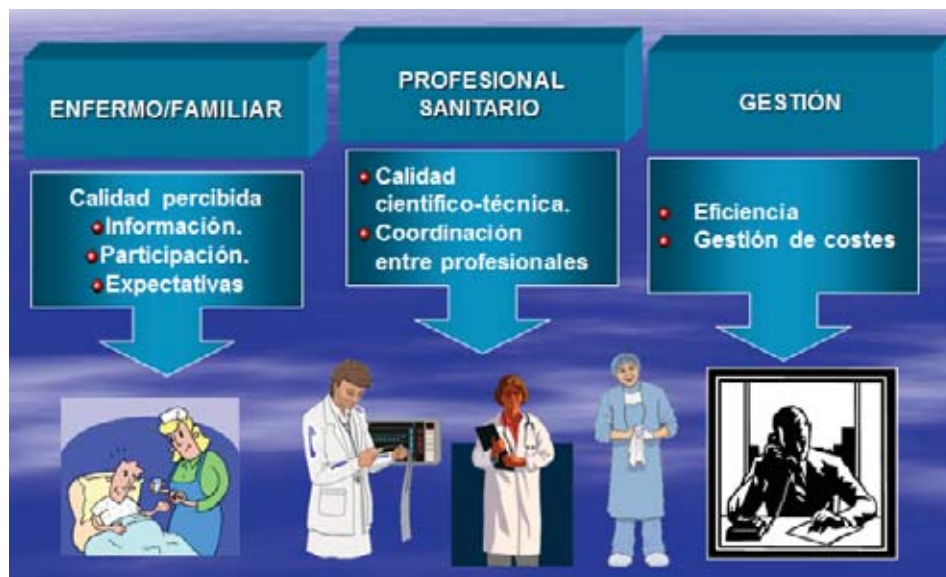 ENFERMO/FAMILIAR
Calidad percibida
Información.
Participación.
Expectativas
PROFESIONAL
SANITARIO
Calidad
científico-técnica.
Coordinación
entre profesionales
GESTIÓN
Eficiencia
Gestión de costes